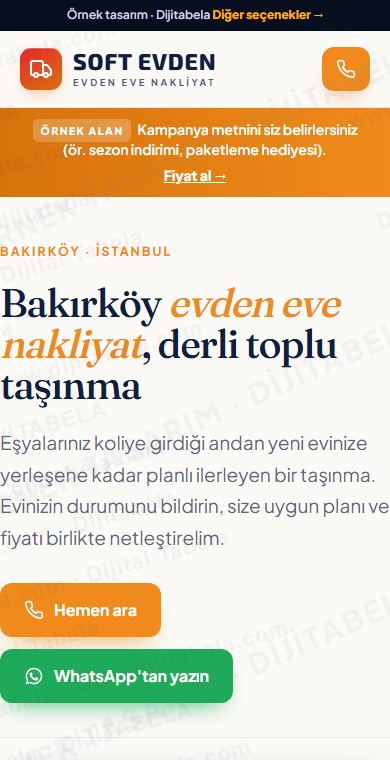 Örnek tasarım · Dijitabela Diğer seçenekler →
SOFT EVDEN
EVDEN EVE NAKLİYAT
ÖRNEK ALAN Kampanya metnini siz belirlersiniz
(ör. sezon indirimi, paketleme hediyesi).
Fiyat al →
BAKIRKÖY · İSTANBUL
Bakırköy evden eve
nakliyat, derli toplu
taşınma
Eşyalarınız koliye girdiği andan yeni evinize
yerleşene kadar planlı ilerleyen bir taşınma.
Evinizin durumunu bildirin, size uygun planı ve
fiyatı birlikte netleştirelim.
Hemen ara
WhatsApp'tan yazın